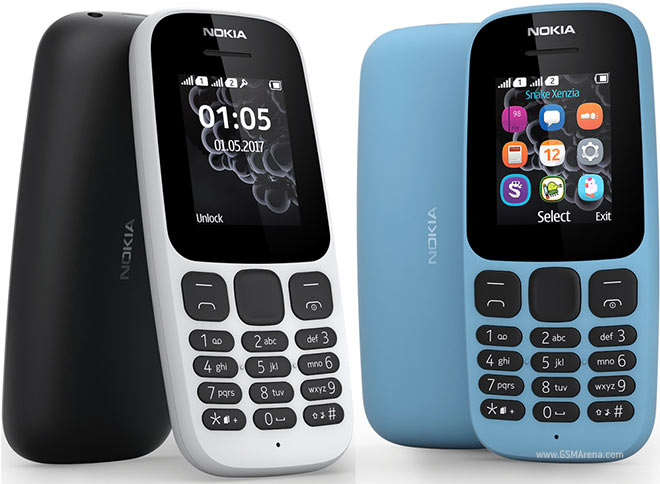 NOKIA
NOKIA
1 2
01:05
01.05.2017
Unlock
1 2 abc def 3
4 ghi 5 jkl mno 6
7 pqrs 8 tuv wxyz 9
* + 0 #
NOKIA
NOKIA
1 2
Snake Xenzia
12
Select Exit
1 2 abc def 3
4 ghi 5 jkl mno 6
7 pqrs 8 tuv wxyz 9
* + 0 #
www.GSMArena.com